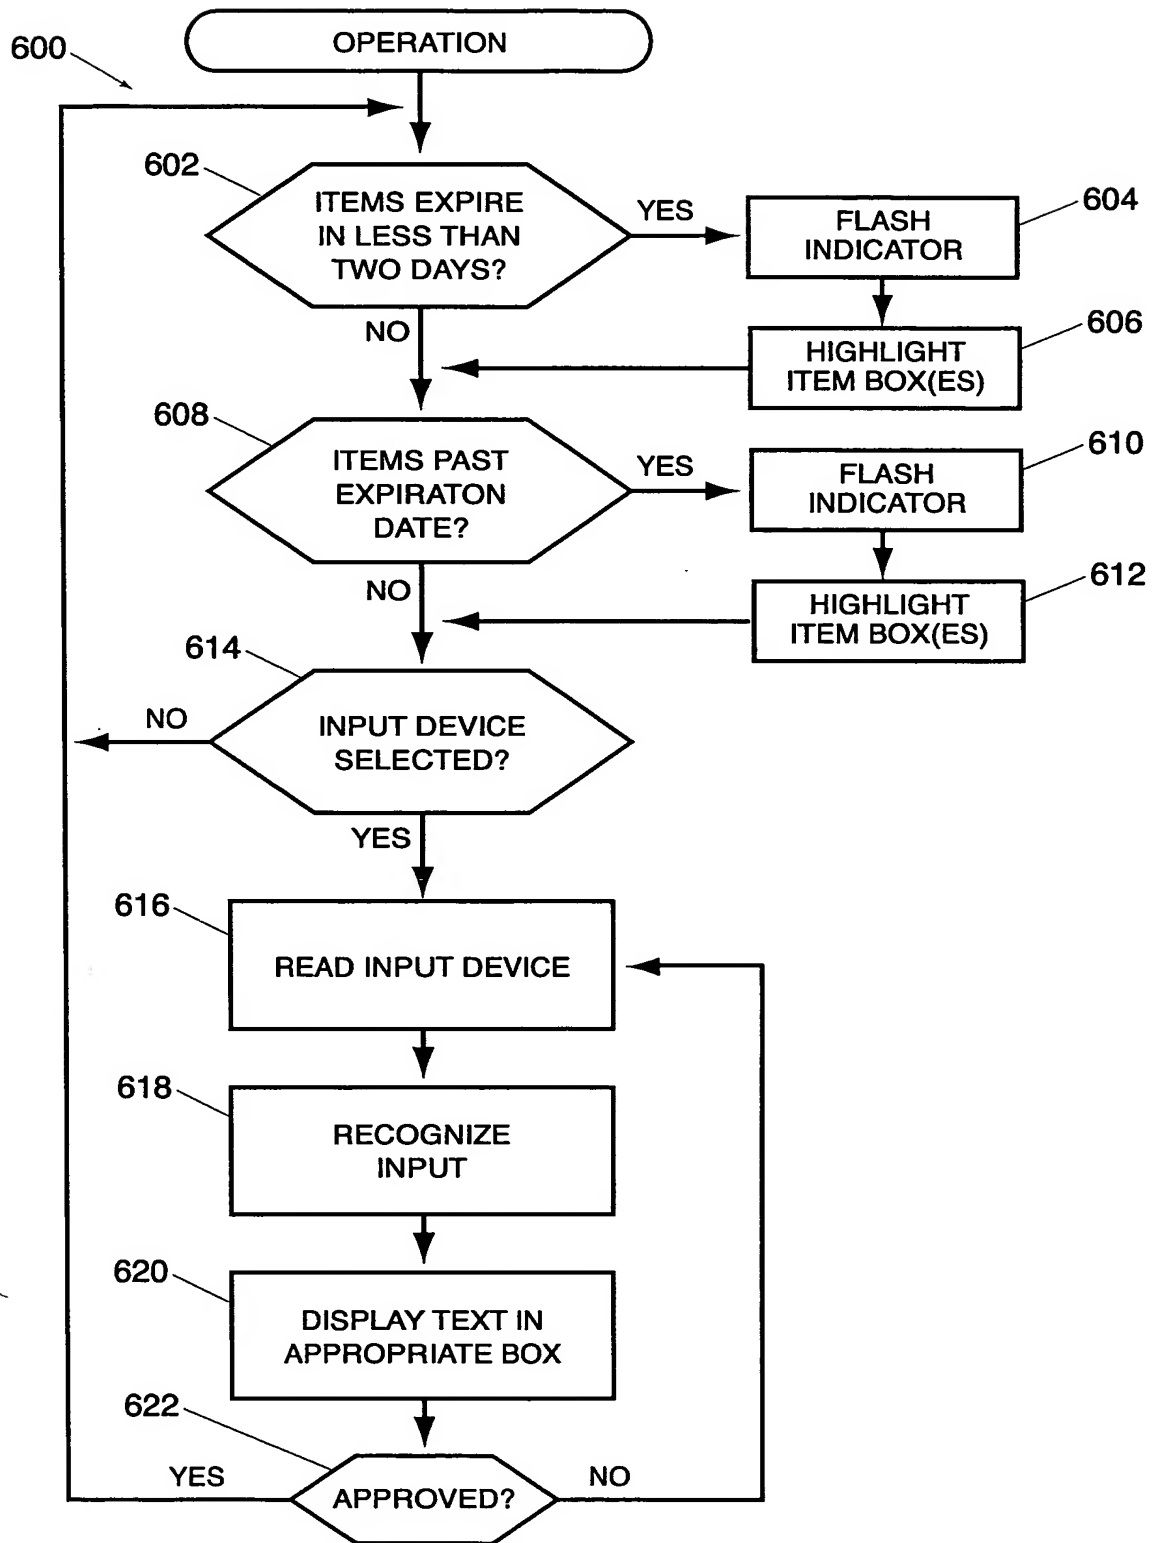 OPERATION
600
602
ITEMS EXPIRE
IN LESS THAN
TWO DAYS?
YES
FLASH
INDICATOR
604
NO
HIGHLIGHT
ITEM BOX(ES)
606
608
ITEMS PAST
EXPIRATON
DATE?
YES
FLASH
INDICATOR
610
NO
HIGHLIGHT
ITEM BOX(ES)
612
614
NO
INPUT DEVICE
SELECTED?
YES
616
READ INPUT DEVICE
618
RECOGNIZE
INPUT
620
DISPLAY TEXT IN
APPROPRIATE BOX
622
YES
APPROVED?
NO